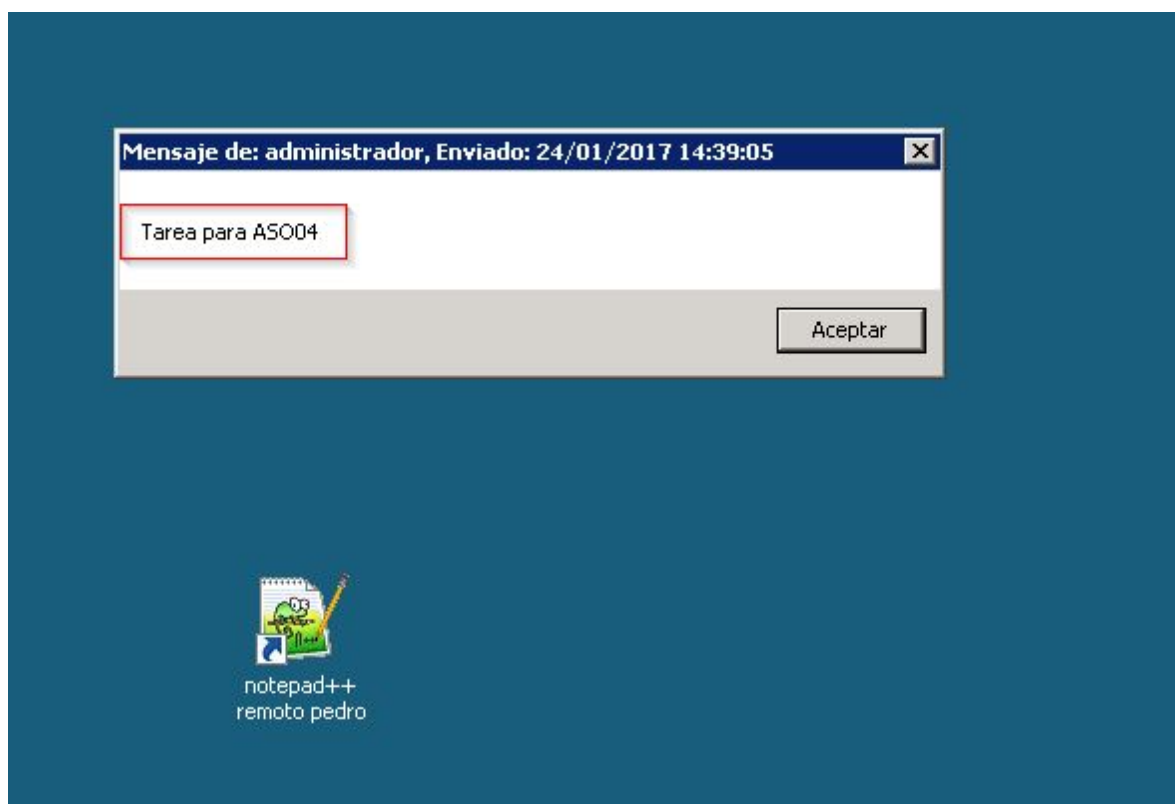 Mensaje de: administrador, Enviado: 24/01/2017 14:39:05
Tarea para ASO04
Aceptar
notepad++
remoto pedro